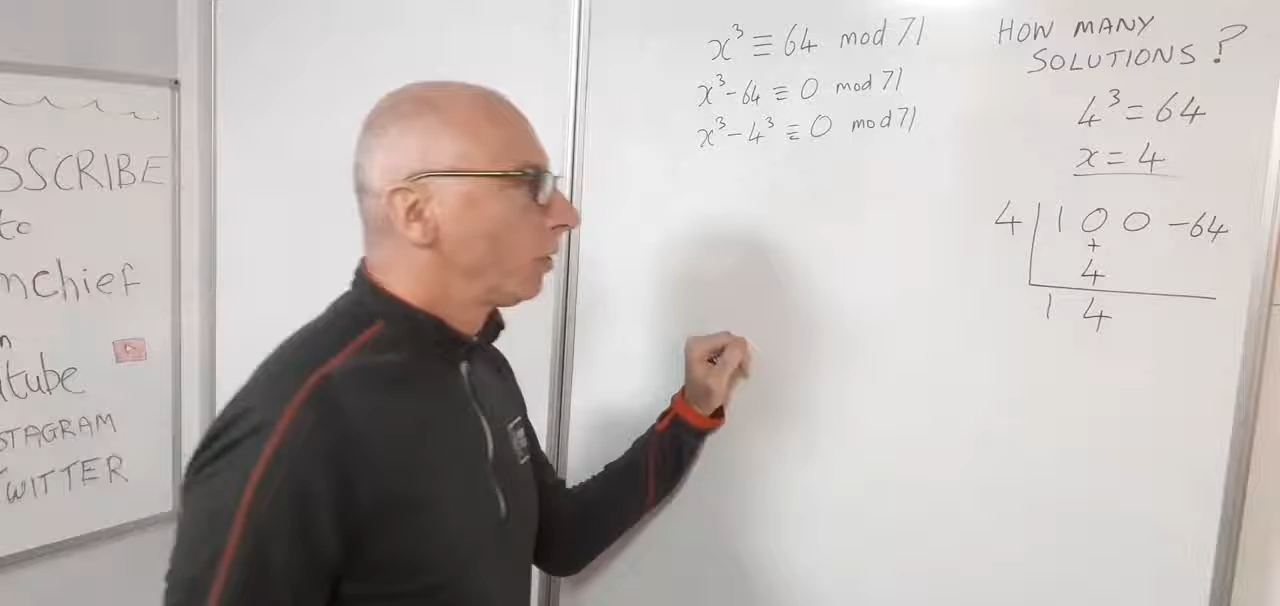 BSCRIBE
to
nchief
n
utube
STAGRAM
TWITTER
x³ ≡ 64 mod 71
x³ - 64 ≡ 0 mod 71
x³ - 4³ ≡ 0 mod 71
HOW MANY
SOLUTIONS?
4³ = 64
x = 4
4 | 1 0 0 -64
+
4
1 4